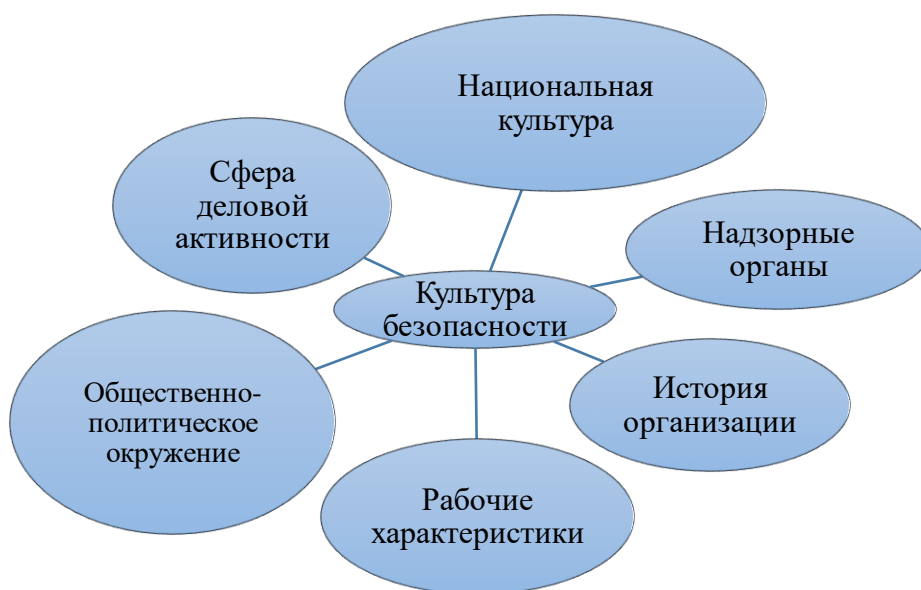 Национальная
культура
Сфера
деловой
активности
Надзорные
органы
Культура
безопасности
Общественно-
политическое
окружение
История
организации
Рабочие
характеристики